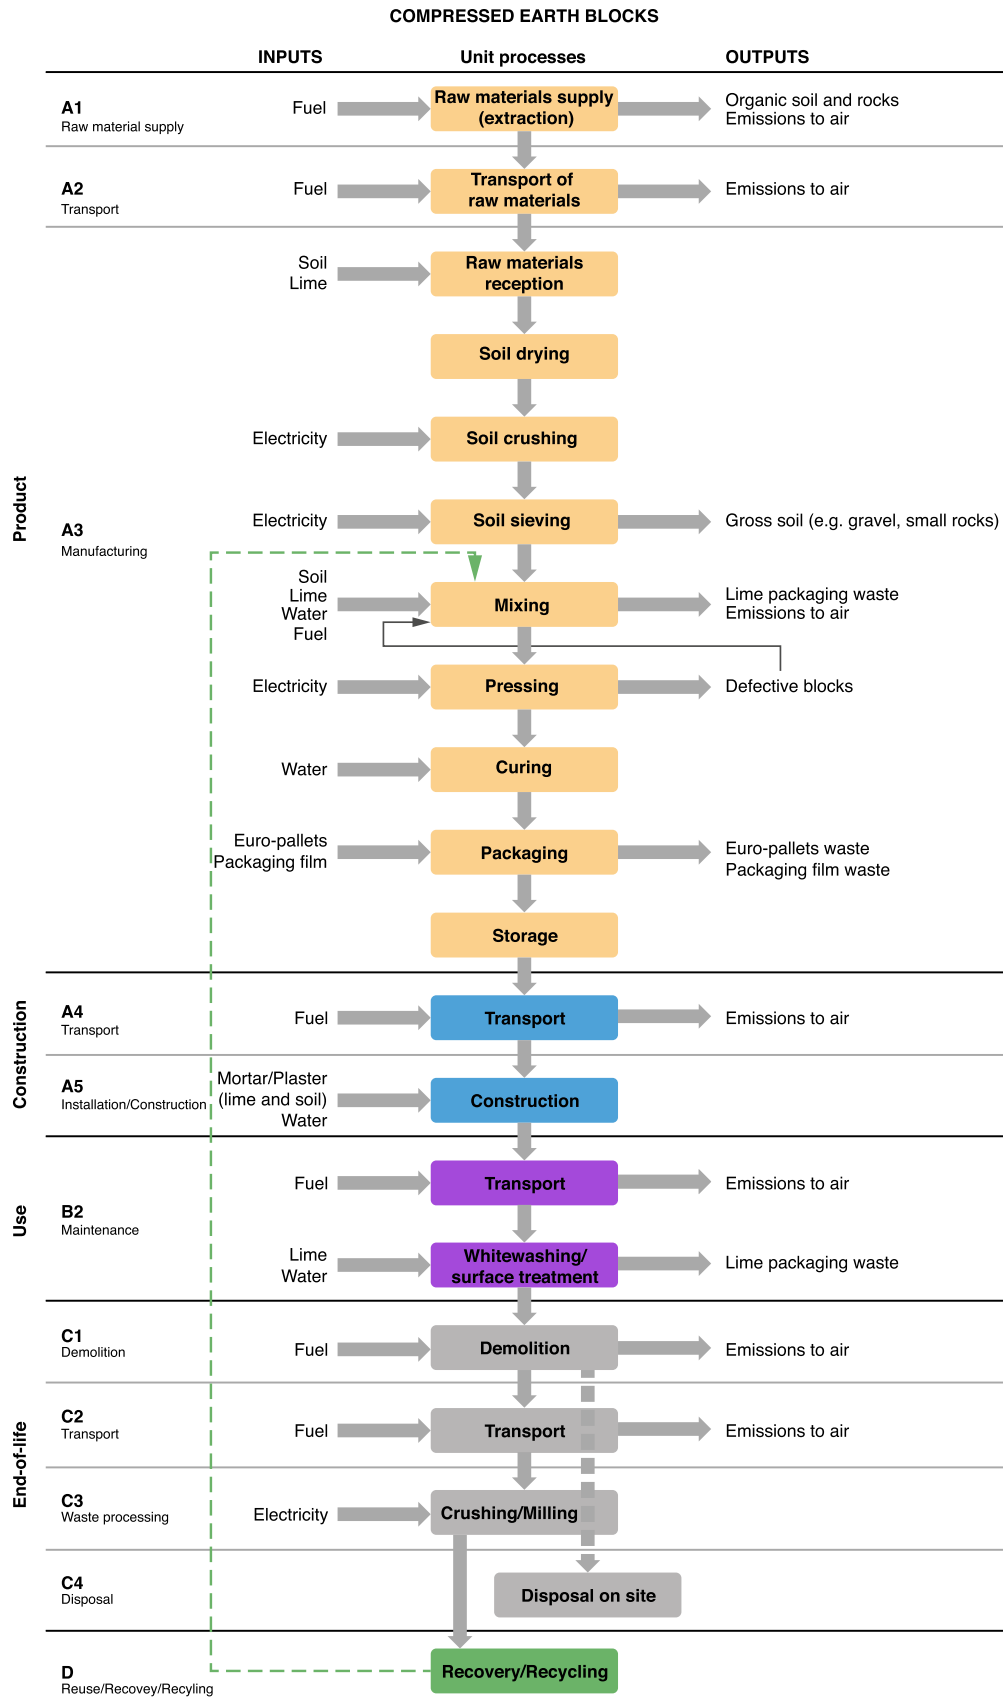 COMPRESSED EARTH BLOCKS
INPUTS
Unit processes
OUTPUTS
Product
A1
Raw material supply
Fuel
Raw materials supply
(extraction)
Organic soil and rocks
Emissions to air
A2
Transport
Fuel
Transport of
raw materials
Emissions to air
A3
Manufacturing
Soil
Lime
Raw materials
reception
Soil drying
Electricity
Soil crushing
Electricity
Soil sieving
Gross soil (e.g. gravel, small rocks)
Soil
Lime
Water
Fuel
Mixing
Lime packaging waste
Emissions to air
Electricity
Pressing
Defective blocks
Water
Curing
Euro-pallets
Packaging film
Packaging
Euro-pallets waste
Packaging film waste
Storage
Construction
A4
Transport
Fuel
Transport
Emissions to air
A5
Installation/Construction
Mortar/Plaster
(lime and soil)
Water
Construction
Use
B2
Maintenance
Fuel
Transport
Emissions to air
Lime
Water
Whitewashing/
surface treatment
Lime packaging waste
End-of-life
C1
Demolition
Fuel
Demolition
Emissions to air
C2
Transport
Fuel
Transport
Emissions to air
C3
Waste processing
Electricity
Crushing/Milling
C4
Disposal
Disposal on site
D
Reuse/Recovey/Recyling
Recovery/Recycling